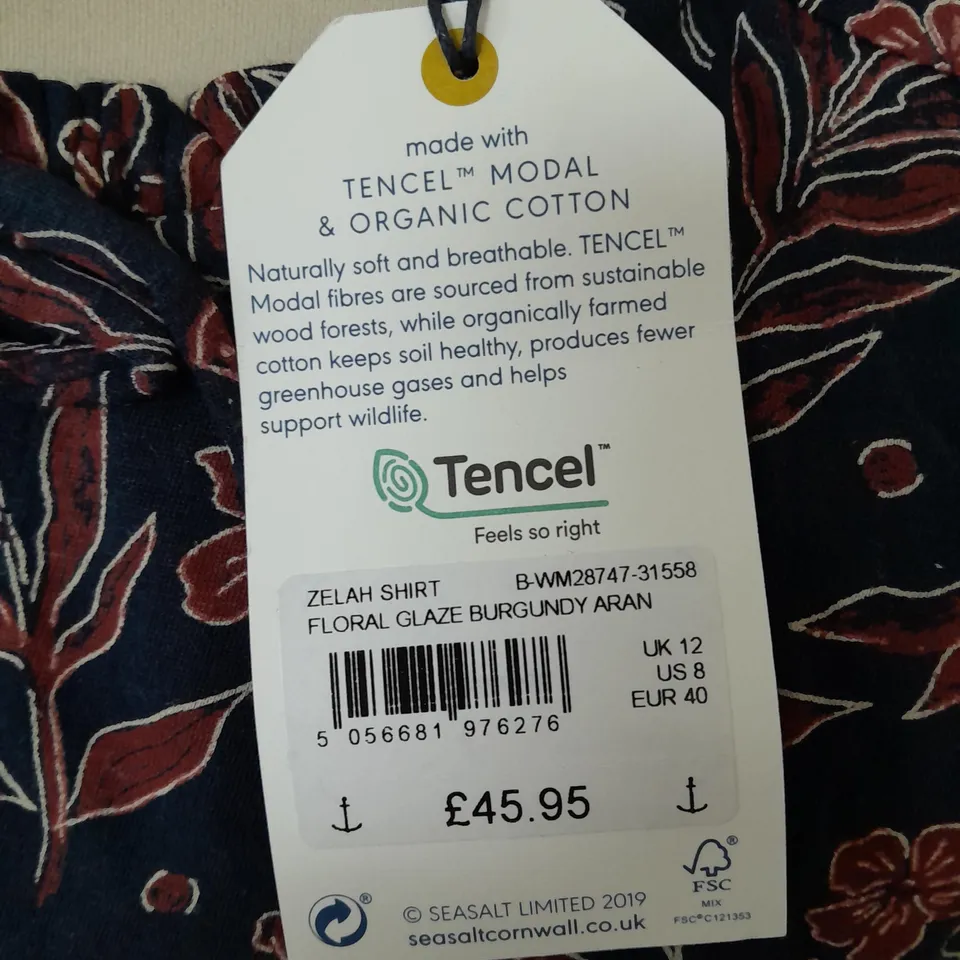 made with
TENCEL™ MODAL
& ORGANIC COTTON
Naturally soft and breathable. TENCEL™
Modal fibres are sourced from sustainable
wood forests, while organically farmed
cotton keeps soil healthy, produces fewer
greenhouse gases and helps
support wildlife.
Tencel™
Feels so right
ZELAH SHIRT B-WM28747-31558
FLORAL GLAZE BURGUNDY ARAN
UK 12
US 8
EUR 40
5 056681 976276
£45.95
® FSC
MIX
FSC® C121353
®
© SEASALT LIMITED 2019
seasaltcornwall.co.uk